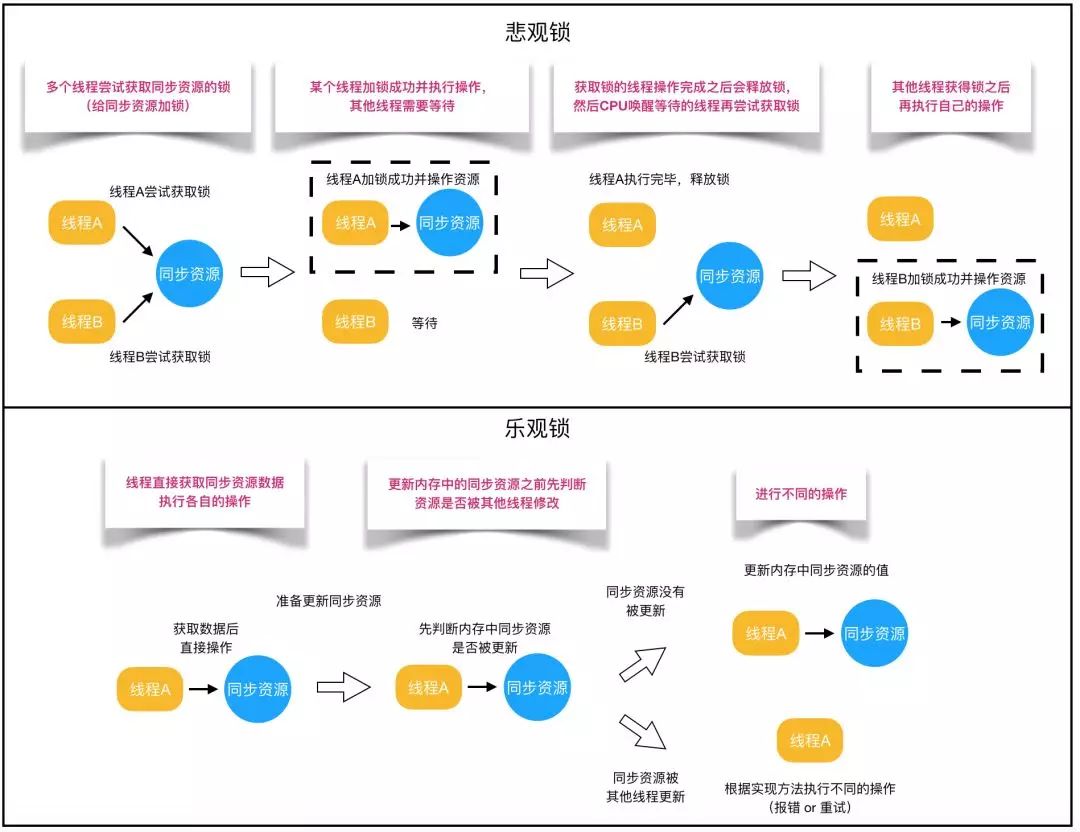 悲观锁
多个线程尝试获取同步资源的锁
（给同步资源加锁）
某个线程加锁成功并执行操作，
其他线程需要等待
获取锁的线程操作完成之后会释放锁，
然后CPU唤醒等待的线程再尝试获取锁
其他线程获得锁之后
再执行自己的操作
线程A尝试获取锁
线程A
同步资源
线程B
线程B尝试获取锁
线程A加锁成功并操作资源
线程A
同步资源
线程B
等待
线程A执行完毕，释放锁
线程A
同步资源
线程B
线程B尝试获取锁
线程A
线程B加锁成功并操作资源
线程B
同步资源
乐观锁
线程直接获取同步资源数据
执行各自的操作
更新内存中的同步资源之前先判断
资源是否被其他线程修改
进行不同的操作
获取数据后
直接操作
线程A
同步资源
准备更新同步资源
先判断内存中同步资源
是否被更新
线程A
同步资源
同步资源没有
被更新
更新内存中同步资源的值
线程A
同步资源
同步资源被
其他线程更新
线程A
根据实现方法执行不同的操作
（报错 or 重试）